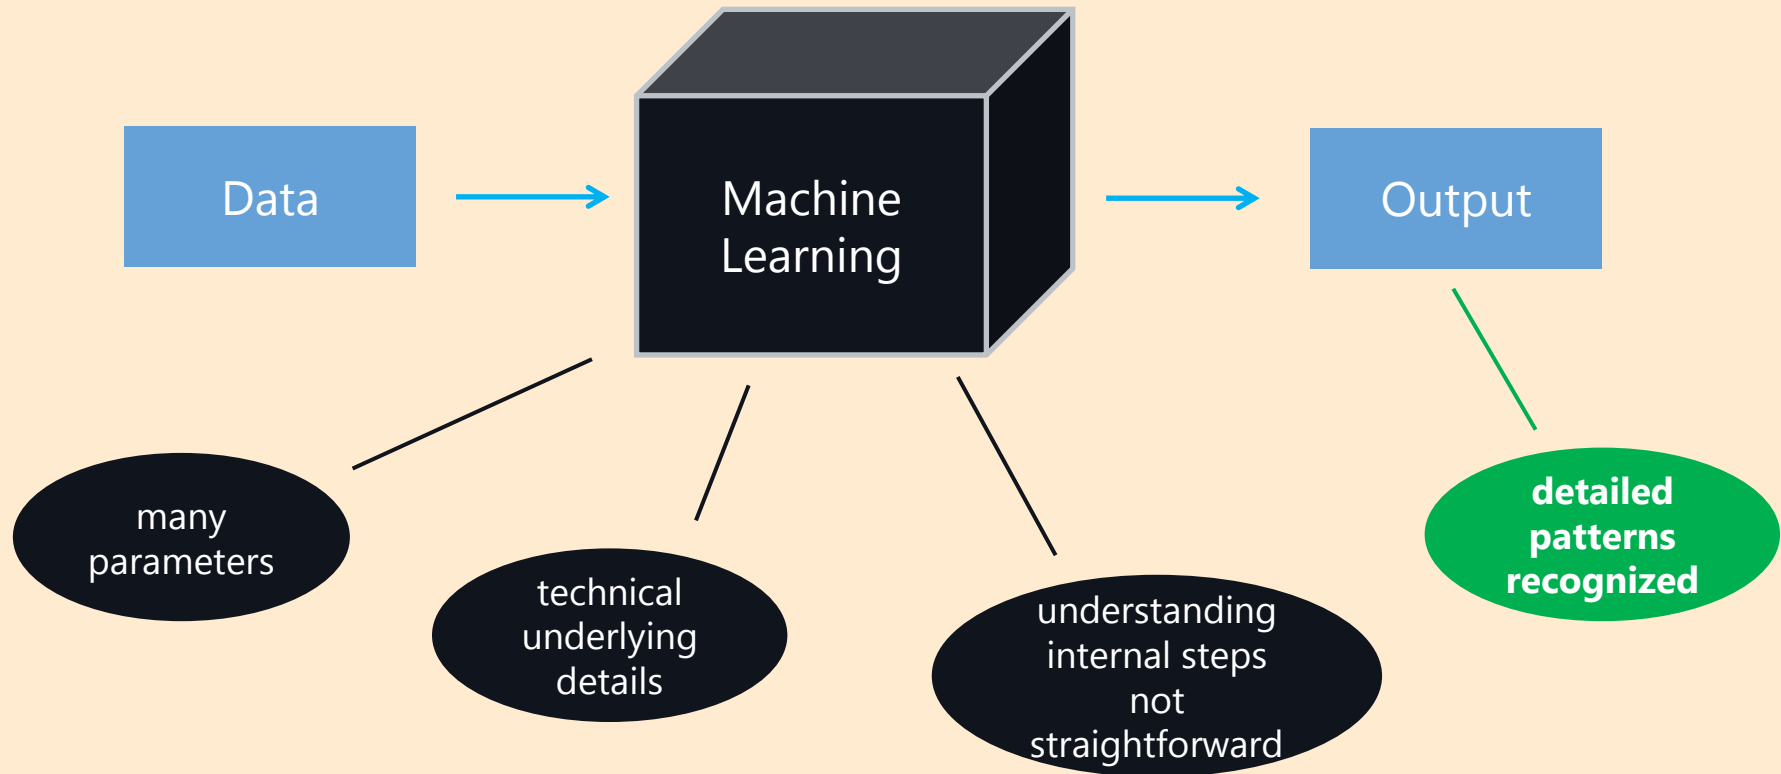 Data
Machine
Learning
Output
many
parameters
technical
underlying
details
understanding
internal steps
not
straightforward
detailed
patterns
recognized